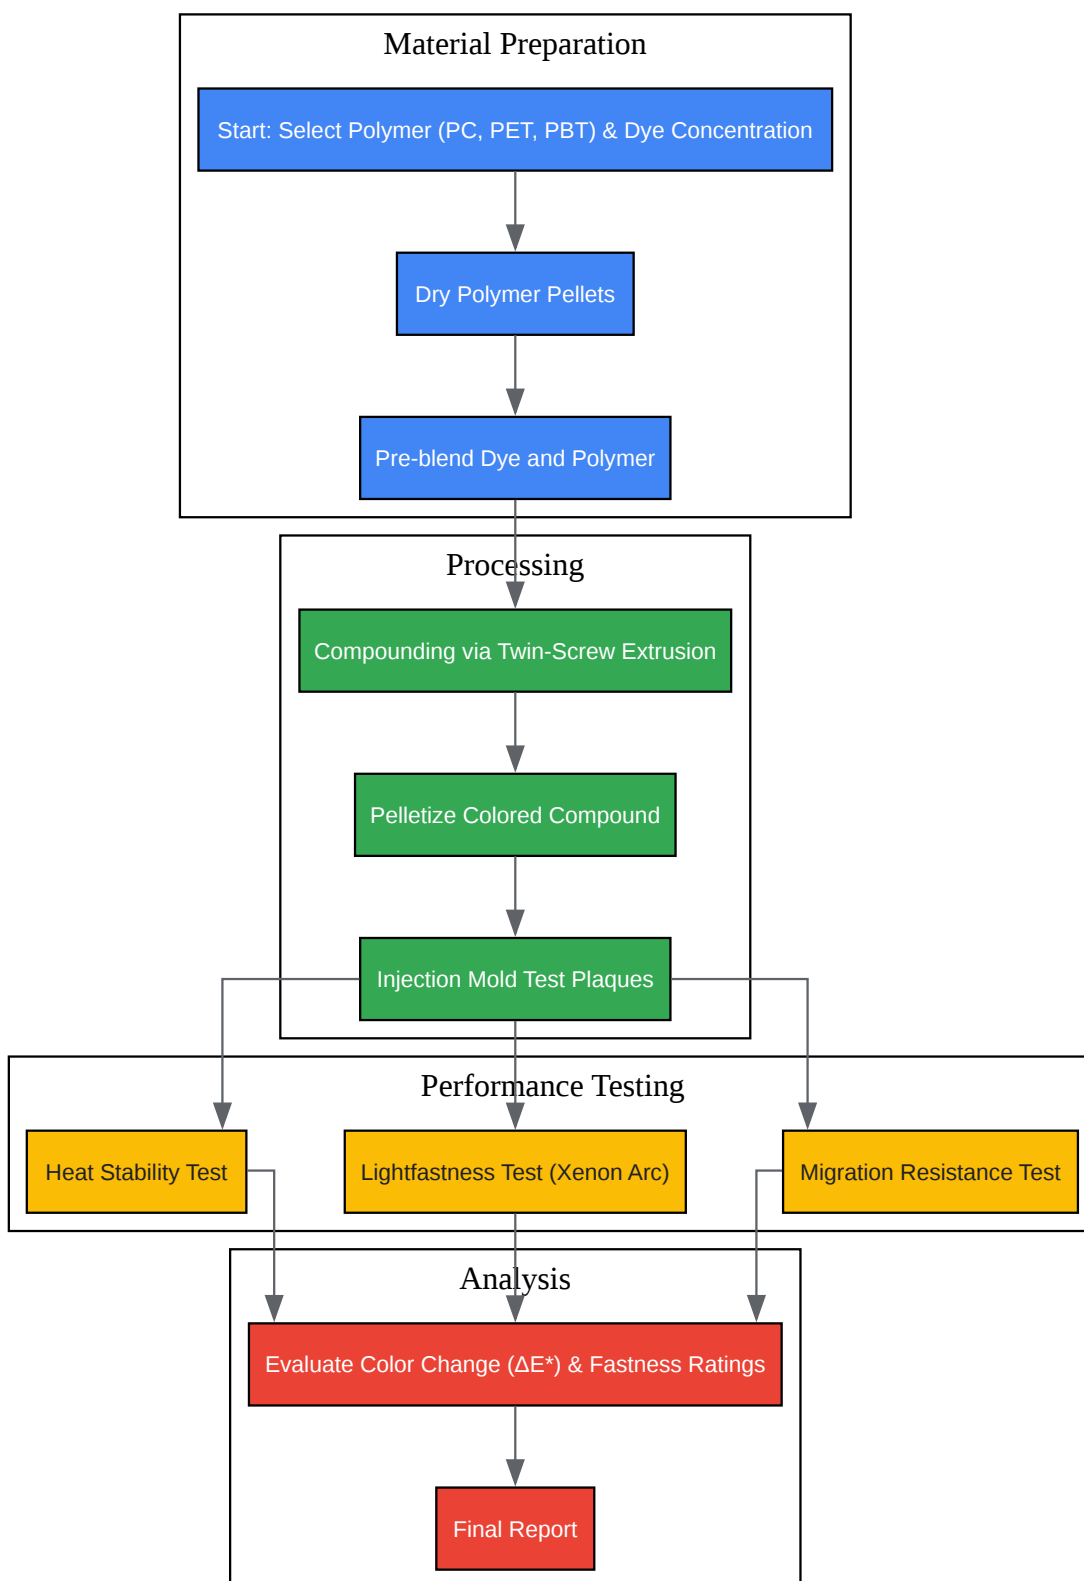 Material Preparation
Start: Select Polymer (PC, PET, PBT) & Dye Concentration
Dry Polymer Pellets
Pre-blend Dye and Polymer
Processing
Compounding via Twin-Screw Extrusion
Pelletize Colored Compound
Injection Mold Test Plaques
Performance Testing
Heat Stability Test
Lightfastness Test (Xenon Arc)
Migration Resistance Test
Analysis
Evaluate Color Change (ΔE*) & Fastness Ratings
Final Report